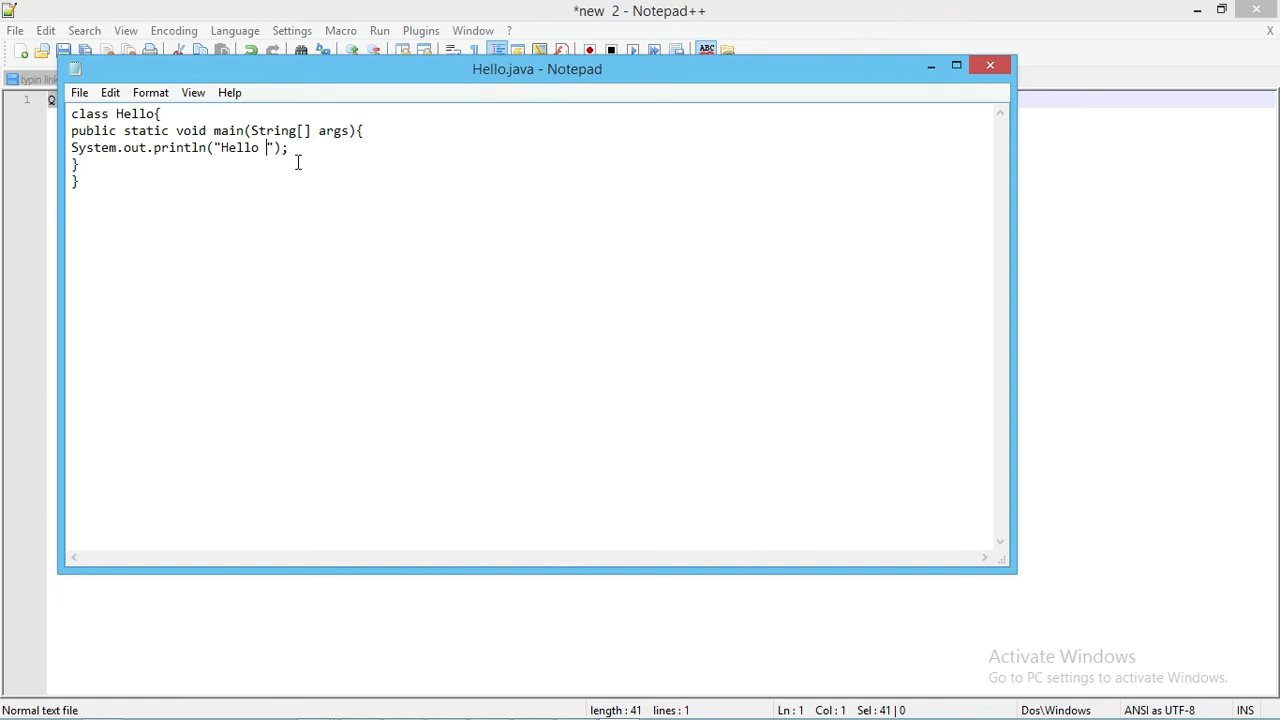 *new 2 - Notepad++
File Edit Search View Encoding Language Settings Macro Run Plugins Window ? X
Hello.java - Notepad
File Edit Format View Help
class Hello{
public static void main(String[] args){
System.out.println("Hello ");
}
}
1
ABC
Activate Windows
Go to PC settings to activate Windows.
Normal text file length : 41 lines : 1 Ln : 1 Col : 1 Sel : 41 | 0 Dos\Windows ANSI as UTF-8 INS